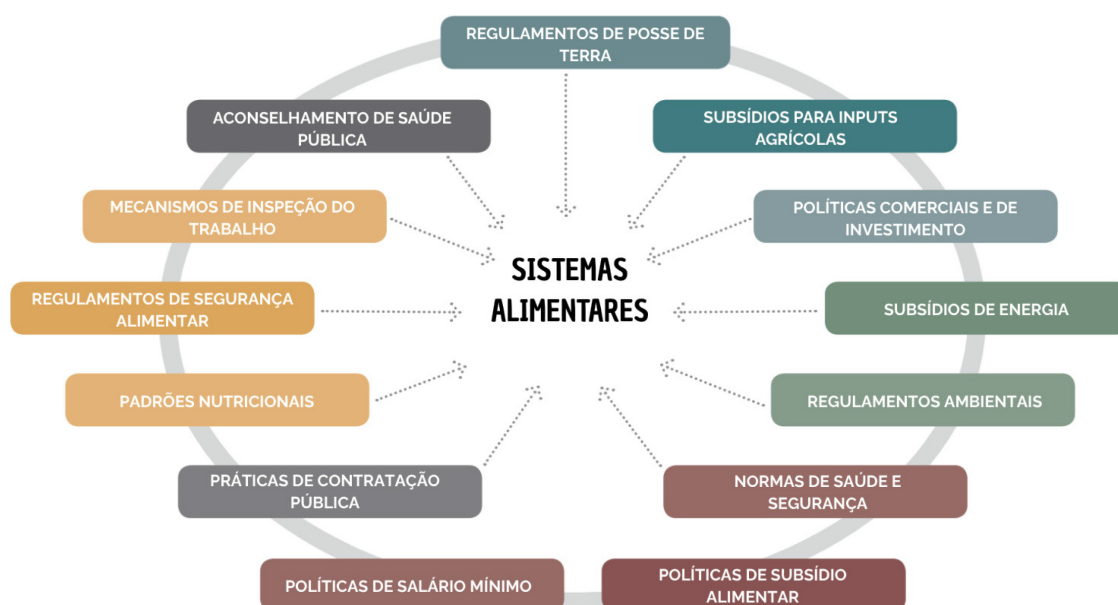 REGULAMENTOS DE POSSE DE
TERRA
ACONSELHAMENTO DE SAÚDE
PÚBLICA
SUBSÍDIOS PARA INPUTS
AGRÍCOLAS
MECANISMOS DE INSPEÇÃO DO
TRABALHO
POLÍTICAS COMERCIAIS E DE
INVESTIMENTO
SISTEMAS
ALIMENTARES
REGULAMENTOS DE SEGURANÇA
ALIMENTAR
SUBSÍDIOS DE ENERGIA
PADRÕES NUTRICIONAIS
REGULAMENTOS AMBIENTAIS
PRÁTICAS DE CONTRATAÇÃO
PÚBLICA
NORMAS DE SAÚDE E
SEGURANÇA
POLÍTICAS DE SALÁRIO MÍNIMO
POLÍTICAS DE SUBSÍDIO
ALIMENTAR